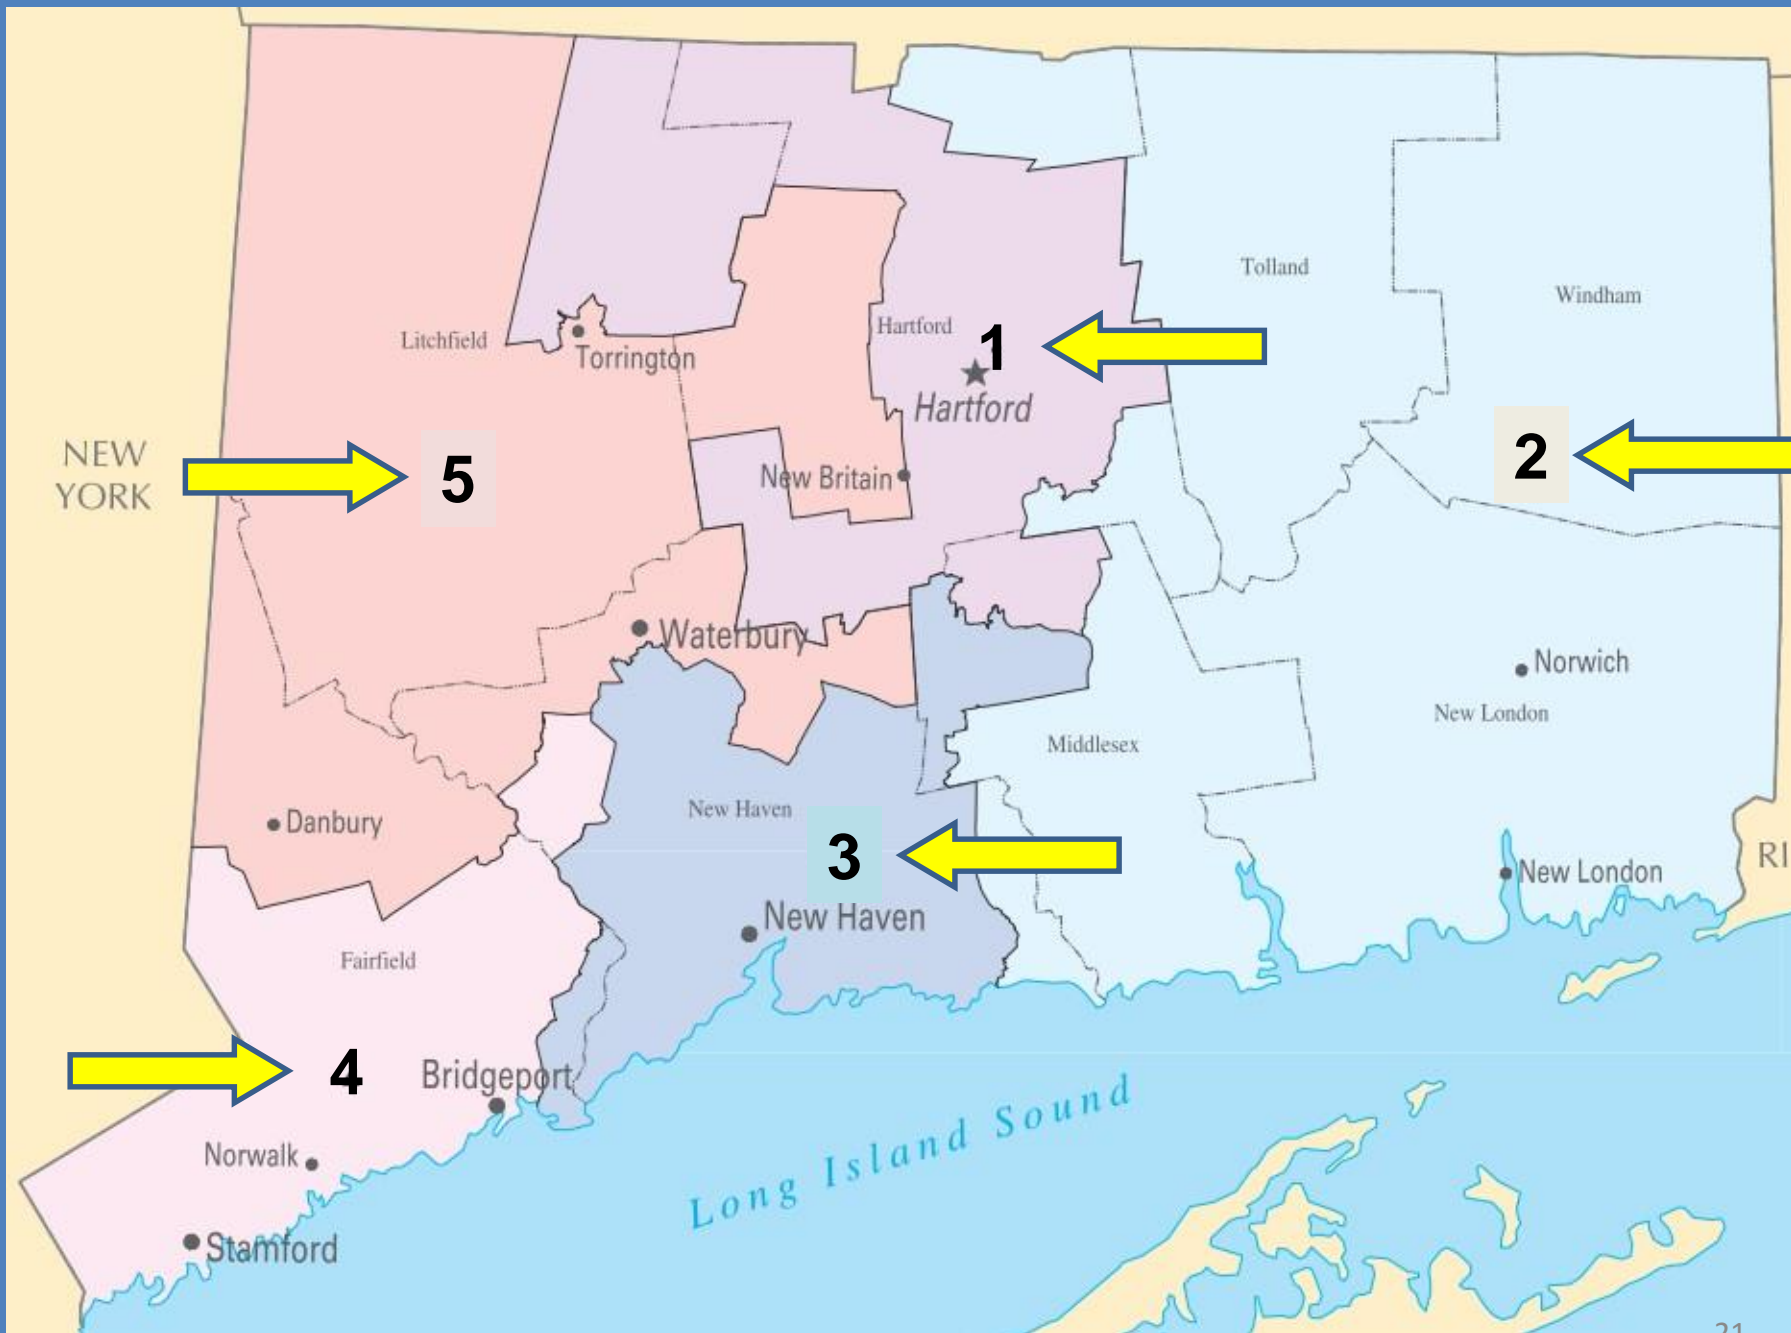 Tolland
Windham
Hartford
1
Litchfield
Torrington
Hartford
NEW
YORK
5
New Britain
2
Waterbury
Norwich
New London
Middlesex
New Haven
Danbury
3
RI
New London
New Haven
Fairfield
4
Bridgeport
Norwalk
Long Island Sound
Stamford
21